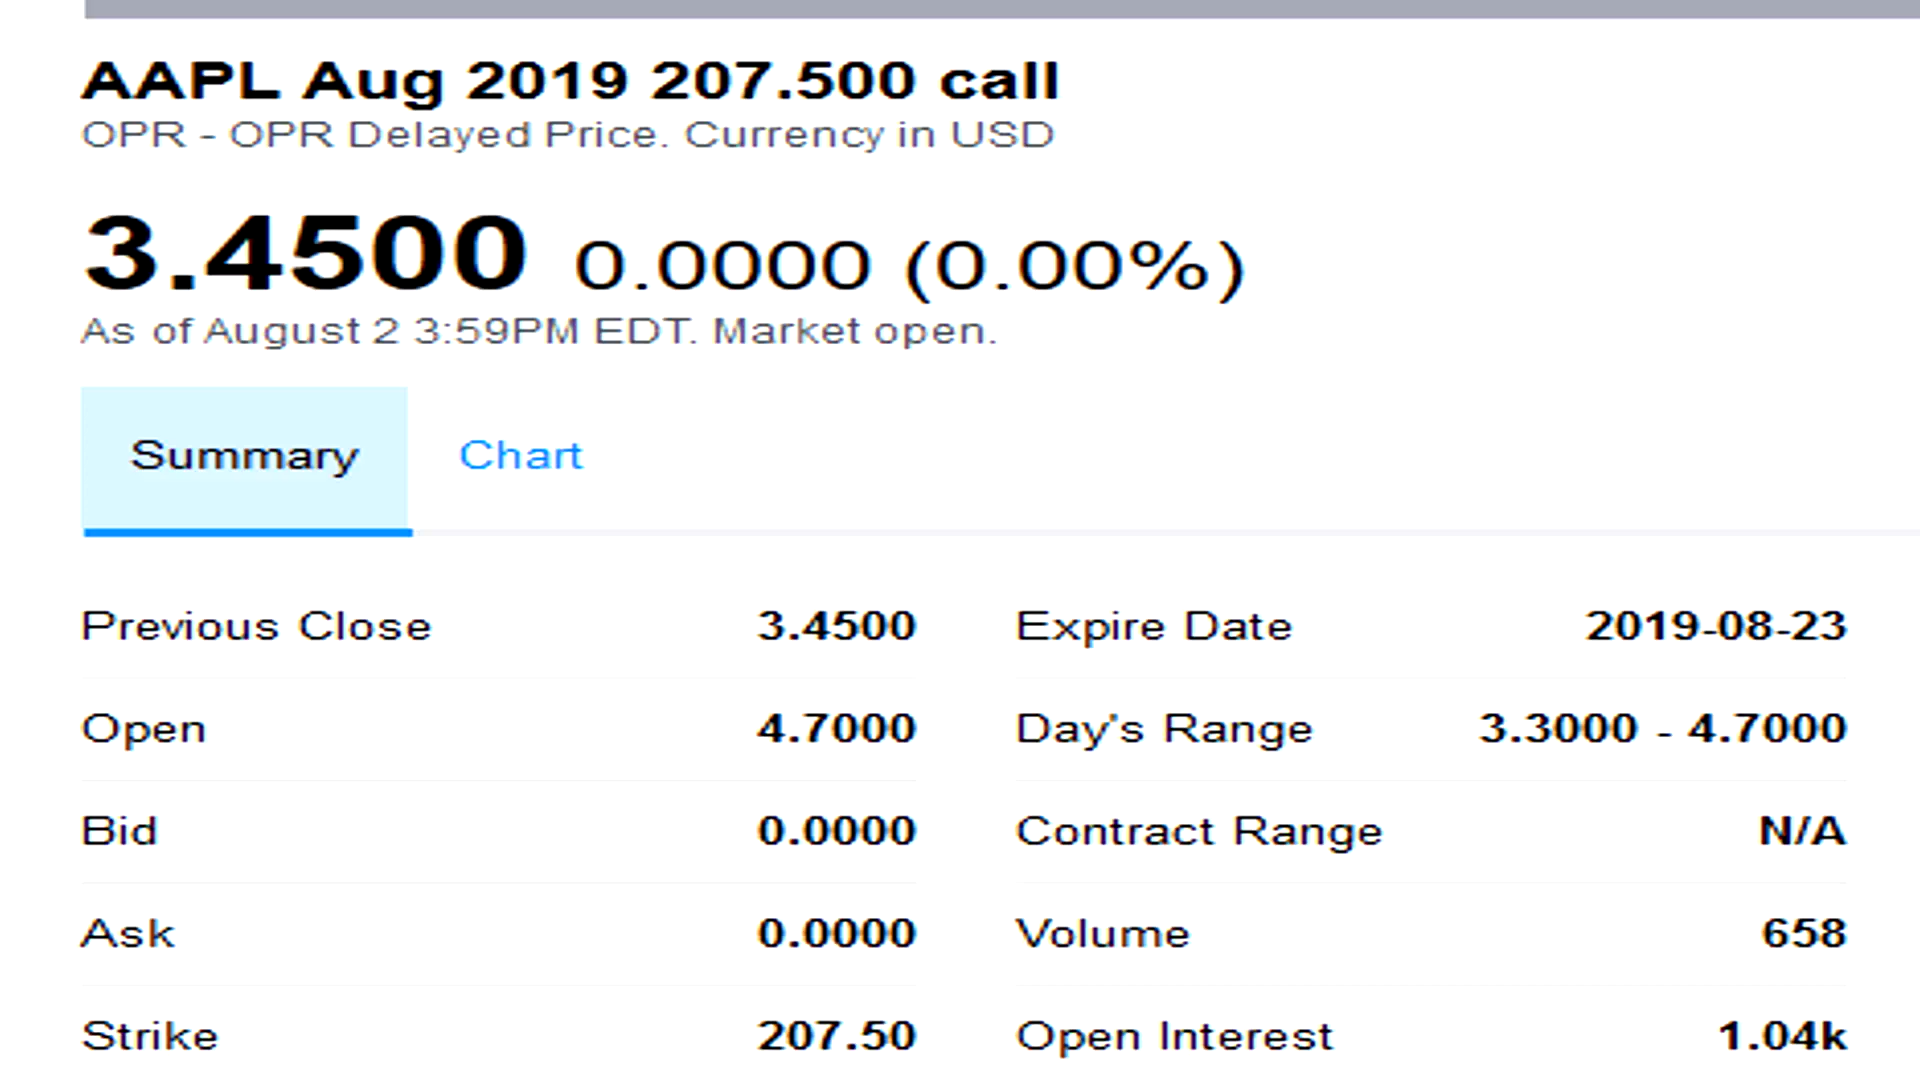 AAPL Aug 2019 207.500 call
OPR - OPR Delayed Price. Currency in USD
3.4500 0.0000 (0.00%)
As of August 2 3:59PM EDT. Market open.
Summary Chart
Previous Close 3.4500 Expire Date 2019-08-23
Open 4.7000 Day's Range 3.3000 - 4.7000
Bid 0.0000 Contract Range N/A
Ask 0.0000 Volume 658
Strike 207.50 Open Interest 1.04k